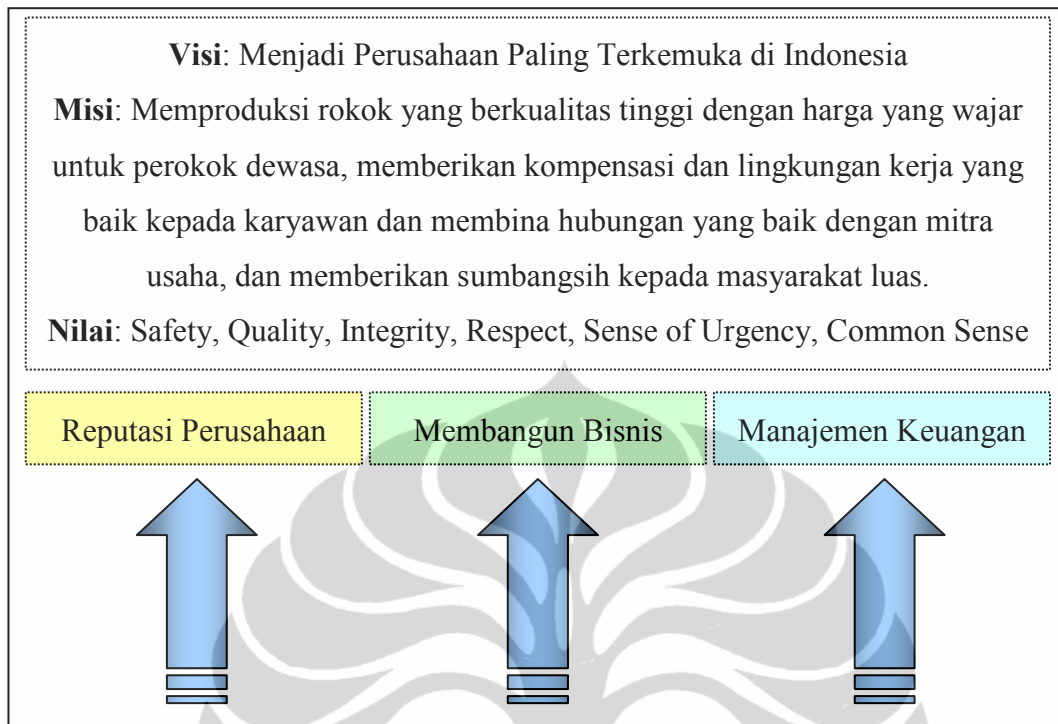 Visi: Menjadi Perusahaan Paling Terkemuka di Indonesia
Misi: Memproduksi rokok yang berkualitas tinggi dengan harga yang wajar
untuk perokok dewasa, memberikan kompensasi dan lingkungan kerja yang
baik kepada karyawan dan membina hubungan yang baik dengan mitra
usaha, dan memberikan sumbangsih kepada masyarakat luas.
Nilai: Safety, Quality, Integrity, Respect, Sense of Urgency, Common Sense
Reputasi Perusahaan
Membangun Bisnis
Manajemen Keuangan